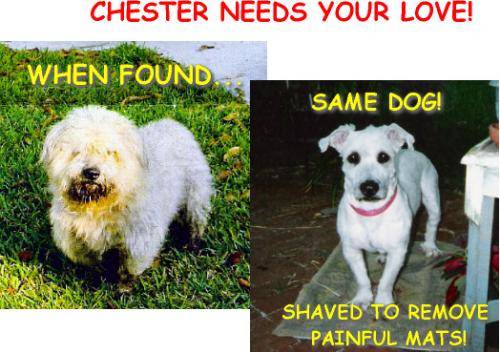 CHESTER NEEDS YOUR LOVE!
WHEN FOUND...
SAME DOG!
SHAVED TO REMOVE
PAINFUL MATS!